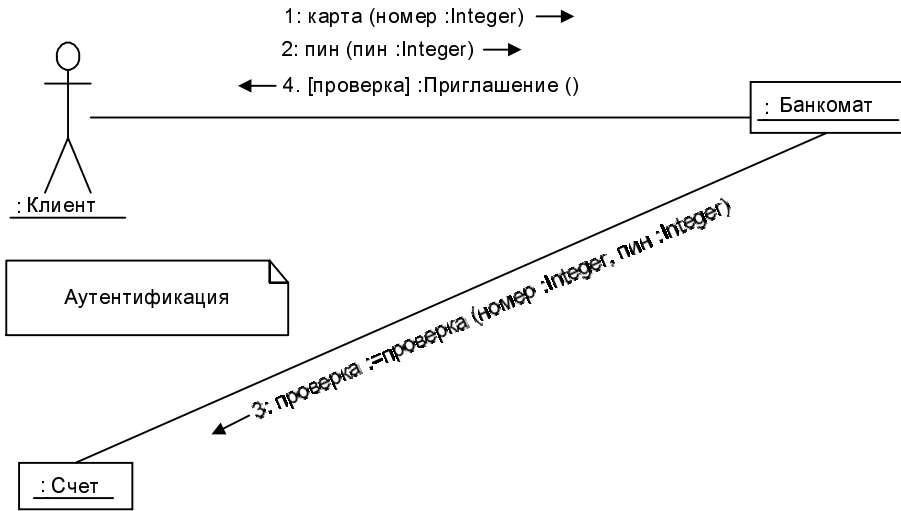 1: карта (номер :Integer)
2: пин (пин :Integer)
4. [проверка] :Приглашение ()
: Банкомат
: Клиент
Аутентификация
3: проверка :=проверка (номер :Integer, пин :Integer)
: Счет